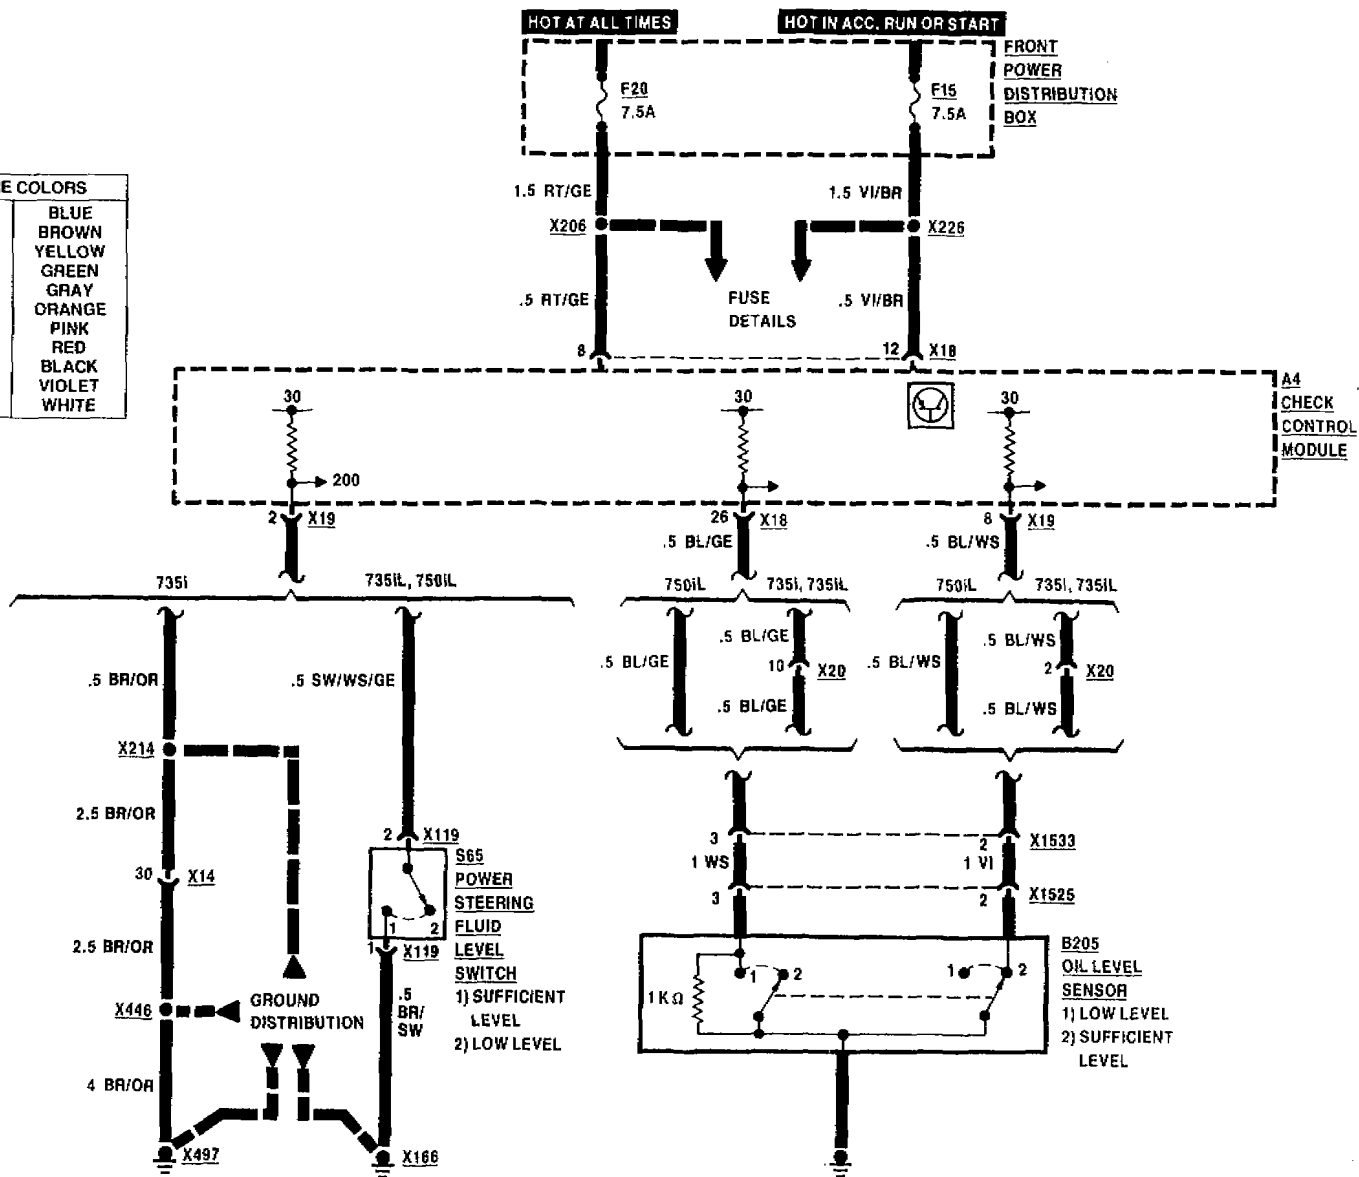 HOT AT ALL TIMES
HOT IN ACC. RUN OR START
FRONT
POWER
DISTRIBUTION
BOX
F20
7.5A
F15
7.5A
E COLORS
BLUE
BROWN
YELLOW
GREEN
GRAY
ORANGE
PINK
RED
BLACK
VIOLET
WHITE
1.5 RT/GE
1.5 VI/BR
X206
X226
.5 RT/GE
FUSE
DETAILS
.5 VI/BR
8
12
X18
A4
CHECK
CONTROL
MODULE
30
30
30
200
2
X19
26
X18
8
X19
.5 BL/GE
.5 BL/WS
735i
735iL, 750iL
750iL
735i, 735iL
750iL
735i, 735iL
.5 BR/OR
.5 SW/WS/GE
.5 BL/GE
.5 BL/GE
10
X20
.5 BL/GE
.5 BL/WS
.5 BL/WS
2
X20
.5 BL/WS
X214
2.5 BR/OR
30
X14
2.5 BR/OR
X446
4 BR/OR
X497
GROUND
DISTRIBUTION
2
X119
S65
POWER
STEERING
FLUID
LEVEL
SWITCH
1) SUFFICIENT
LEVEL
2) LOW LEVEL
1
2
1
X119
.5
BR/
SW
X166
3
2
X1533
1 WS
1 VI
3
2
X1525
B205
OIL LEVEL
SENSOR
1) LOW LEVEL
2) SUFFICIENT
LEVEL
1
2
1
2
1KΩ